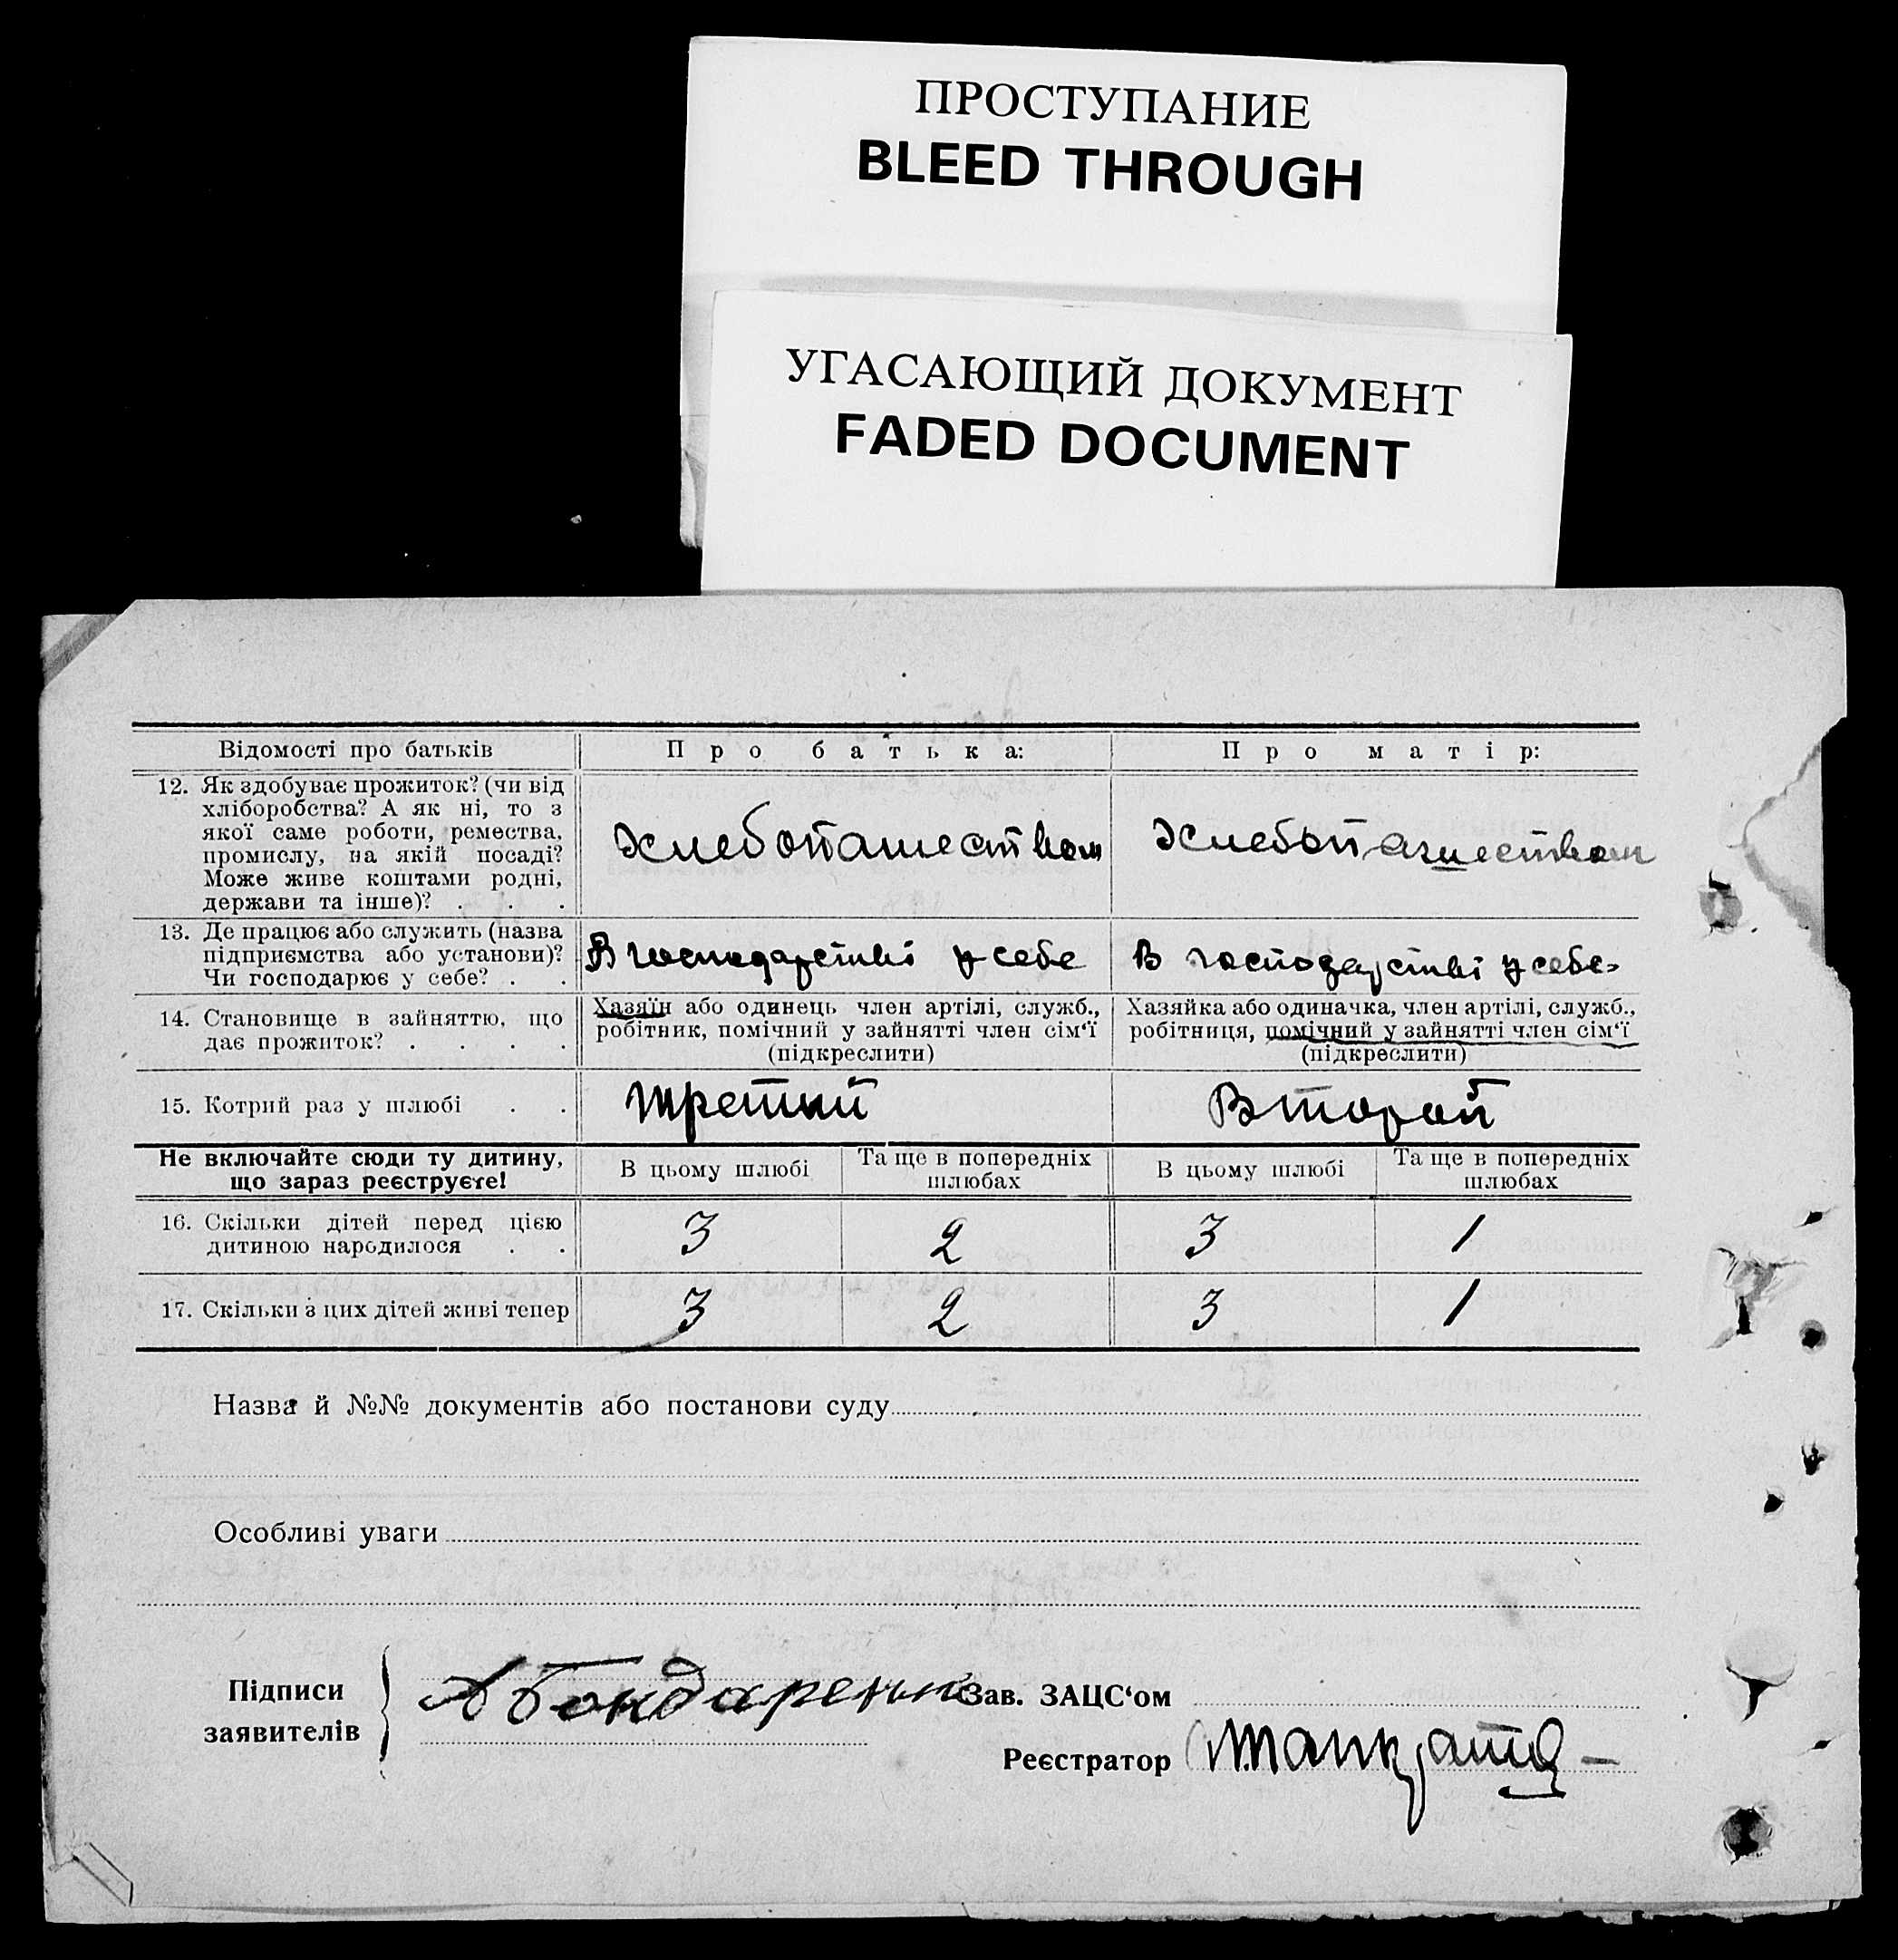 ПРОСТУПАНИЕ
BLEED THROUGH
УГАСАЮЩИЙ ДОКУМЕНТ
FADED DOCUMENT
Відомості про батьків
Про батька:
Про матір:
12. Як здобуває прожиток? (чи від
хліборобства? А як ні, то з
якої саме роботи, ремества,
промислу, на якій посаді?
Може живе коштами родні,
держави та інше)? . . .
Хлебопашеством
Хлебопашеством
13. Де працює або служить (назва
підприємства або установи)?
Чи господарює у себе? . .
В господарстві у себе
В господарстві у себе
14. Становище в зайняттю, що
дає прожиток? . . . .
Хазяїн або одинець член артілі, служб.,
робітник, помічний у зайнятті член сім‘ї
(підкреслити)
Хазяйка або одиначка, член артілі, служб.,
робітниця, помічний у зайнятті член сім‘ї
(підкреслити)
15. Котрий раз у шлюбі . .
третий
Второй
Не включайте сюди ту дитину,
що зараз реєструєте!
В цьому шлюбі
Та ще в попередніх
шлюбах
В цьому шлюбі
Та ще в попередніх
шлюбах
16. Скільки дітей перед цією
дитиною народилося . .
3
2
3
1
17. Скільки з цих дітей живі тепер
3
2
3
1
Назва й №№ документів або постанови суду
Особливі уваги
Підписи
заявителів
А Бондаренко
Зав. ЗАЦС‘ом
Реєстратор